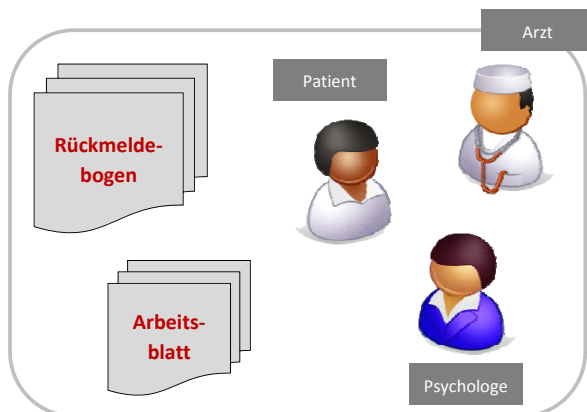 Arzt
Patient
Rückmelde-
bogen
Arbeits-
blatt
Psychologe